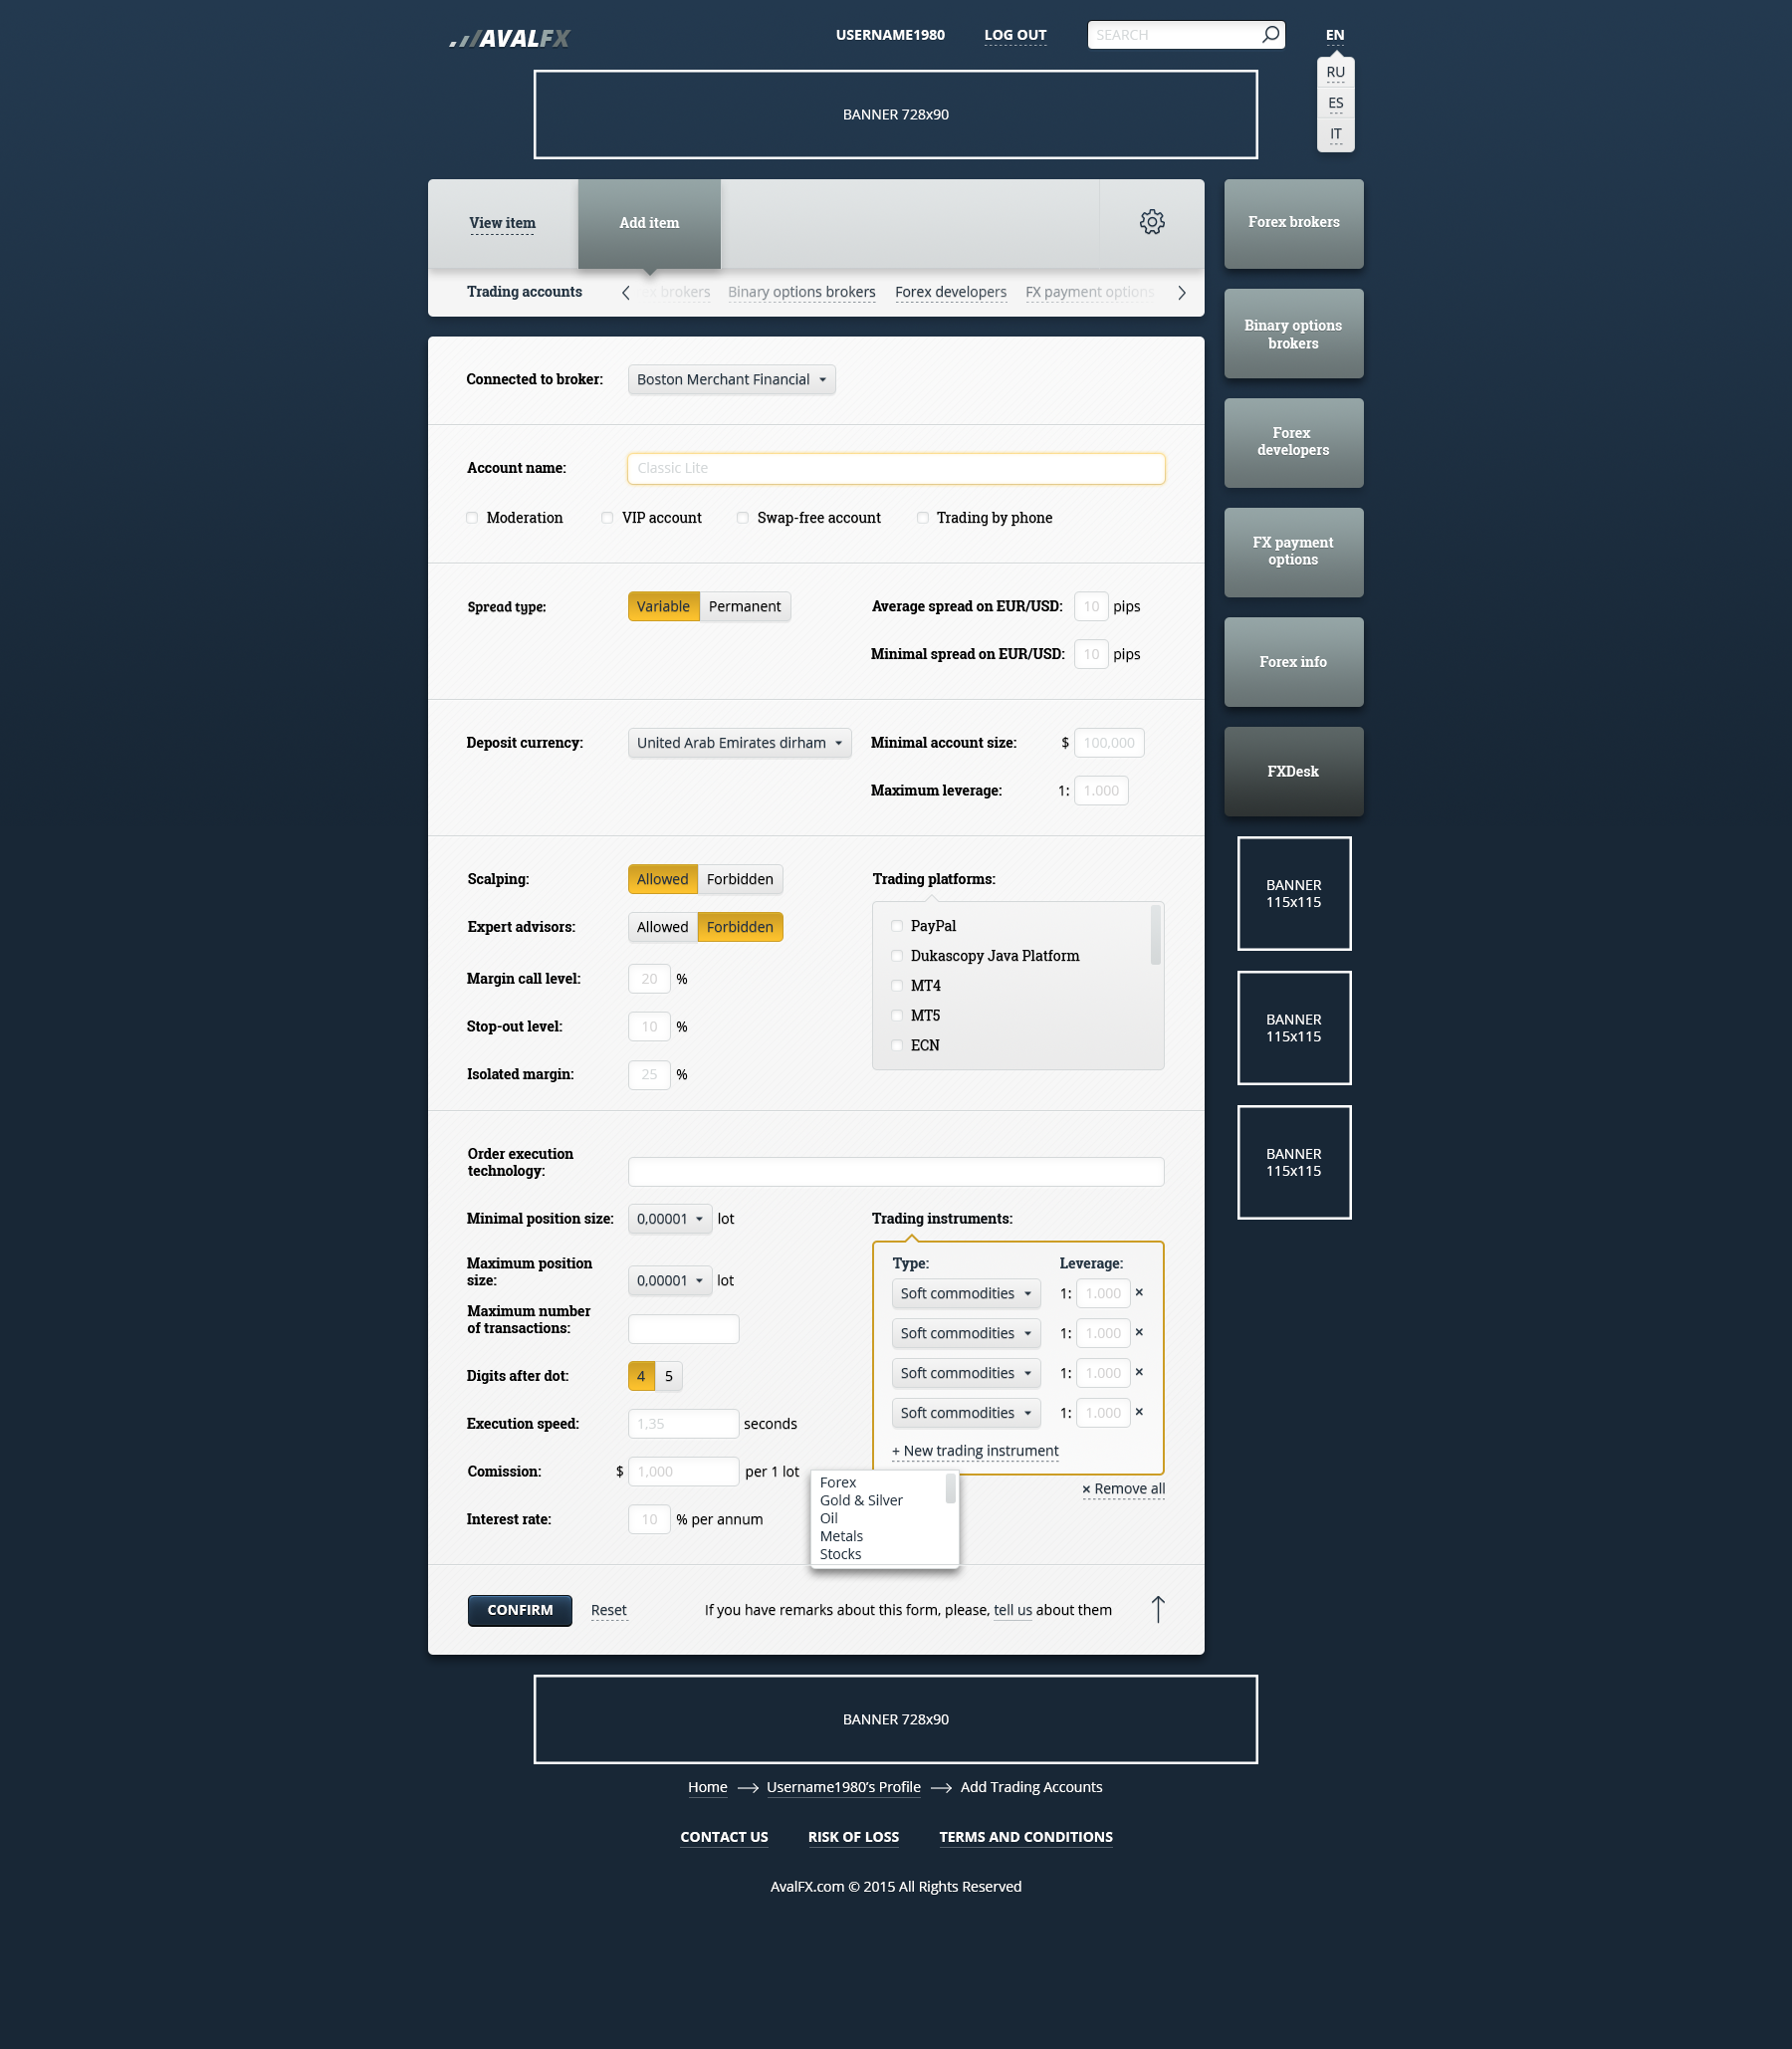 AVALFX
USERNAME1980
LOG OUT
SEARCH
EN
RU
ES
IT
BANNER 728x90
View item
Add item
Trading accounts
brokers
Binary options brokers
Forex developers
FX payment options
Forex brokers
Binary options
brokers
Forex
developers
FX payment
options
Forex info
FXDesk
BANNER
115x115
BANNER
115x115
BANNER
115x115
Connected to broker:
Boston Merchant Financial
Account name:
Classic Lite
Moderation
VIP account
Swap-free account
Trading by phone
Spread type:
Variable
Permanent
Average spread on EUR/USD:
10
pips
Minimal spread on EUR/USD:
10
pips
Deposit currency:
United Arab Emirates dirham
Minimal account size:
$
100,000
Maximum leverage:
1:
1.000
Scalping:
Allowed
Forbidden
Expert advisors:
Allowed
Forbidden
Margin call level:
20
%
Stop-out level:
10
%
Isolated margin:
25
%
Trading platforms:
PayPal
Dukascopy Java Platform
MT4
MT5
ECN
Order execution
technology:
Minimal position size:
0,00001
lot
Maximum position
size:
0,00001
lot
Maximum number
of transactions:
Digits after dot:
4
5
Execution speed:
1,35
seconds
Comission:
$
1,000
per 1 lot
Interest rate:
10
% per annum
Trading instruments:
Type:
Leverage:
Soft commodities
1:
1.000
×
Soft commodities
1:
1.000
×
Soft commodities
1:
1.000
×
Soft commodities
1:
1.000
×
+ New trading instrument
× Remove all
Forex
Gold & Silver
Oil
Metals
Stocks
CONFIRM
Reset
If you have remarks about this form, please, tell us about them
BANNER 728x90
Home
Username1980's Profile
Add Trading Accounts
CONTACT US
RISK OF LOSS
TERMS AND CONDITIONS
AvalFX.com © 2015 All Rights Reserved